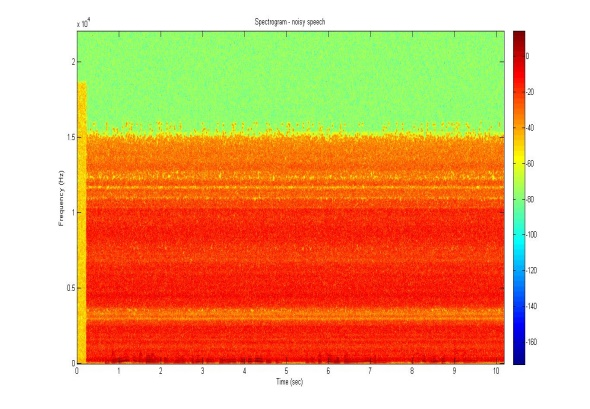 Spectrogram - noisy speech
x 10^4
2
1.5
1
0.5
0
Frequency (Hz)
0 1 2 3 4 5 6 7 8 9 10
Time (sec)
0
-20
-40
-60
-80
-100
-120
-140
-160